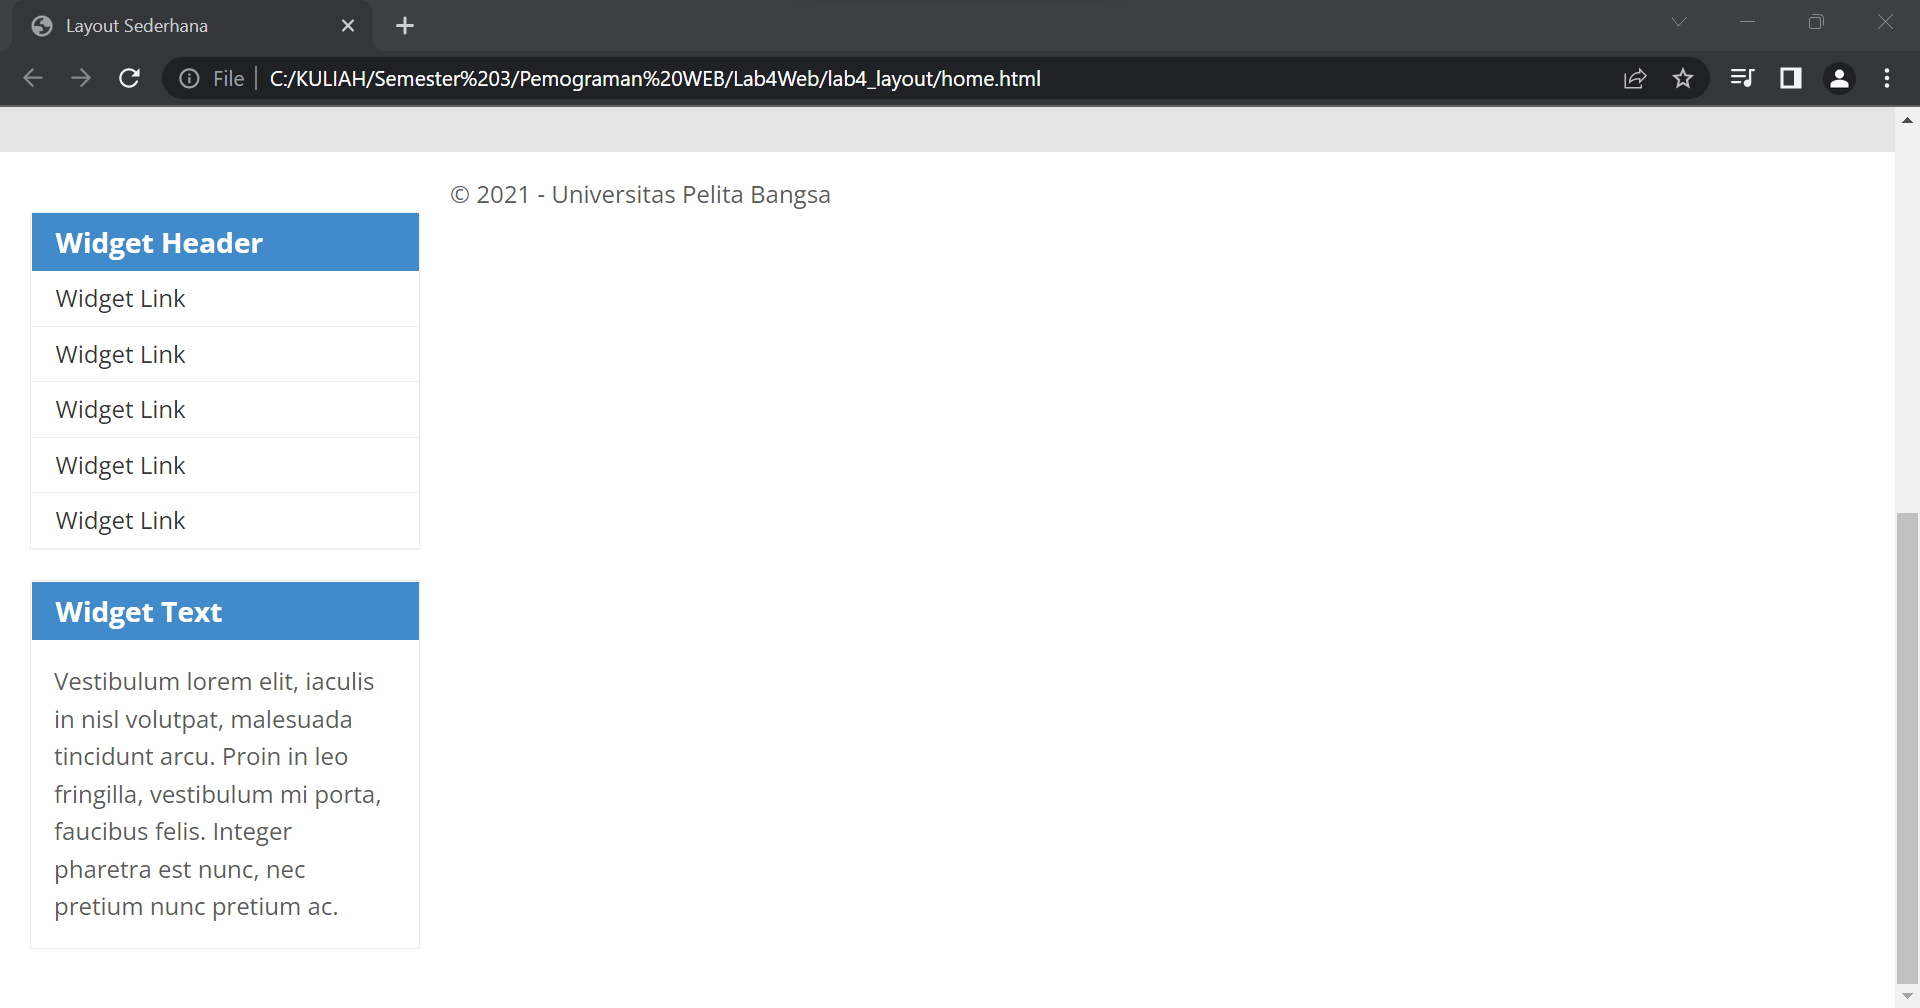 Layout Sederhana
File
C:/KULIAH/Semester%203/Pemograman%20WEB/Lab4Web/lab4_layout/home.html
© 2021 - Universitas Pelita Bangsa
Widget Header
Widget Link
Widget Link
Widget Link
Widget Link
Widget Link
Widget Text
Vestibulum lorem elit, iaculis
in nisl volutpat, malesuada
tincidunt arcu. Proin in leo
fringilla, vestibulum mi porta,
faucibus felis. Integer
pharetra est nunc, nec
pretium nunc pretium ac.